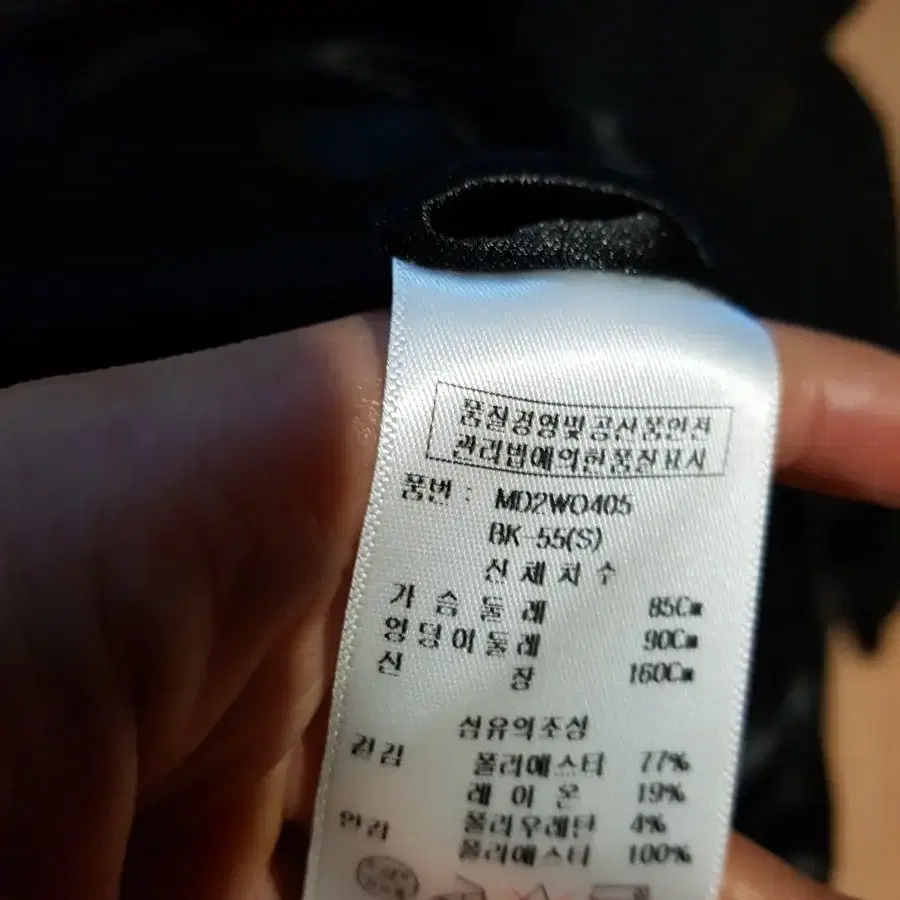 품질경영및공산품안전
관리법에의한품질표시
품번 : MD2WO405
BK-55(S)
신체치수
가슴둘레 85Cm
엉덩이둘레 90Cm
신장 160Cm
섬유의조성
겉감 폴리에스터 77%
레이온 19%
폴리우레탄 4%
안감 폴리에스터 100%